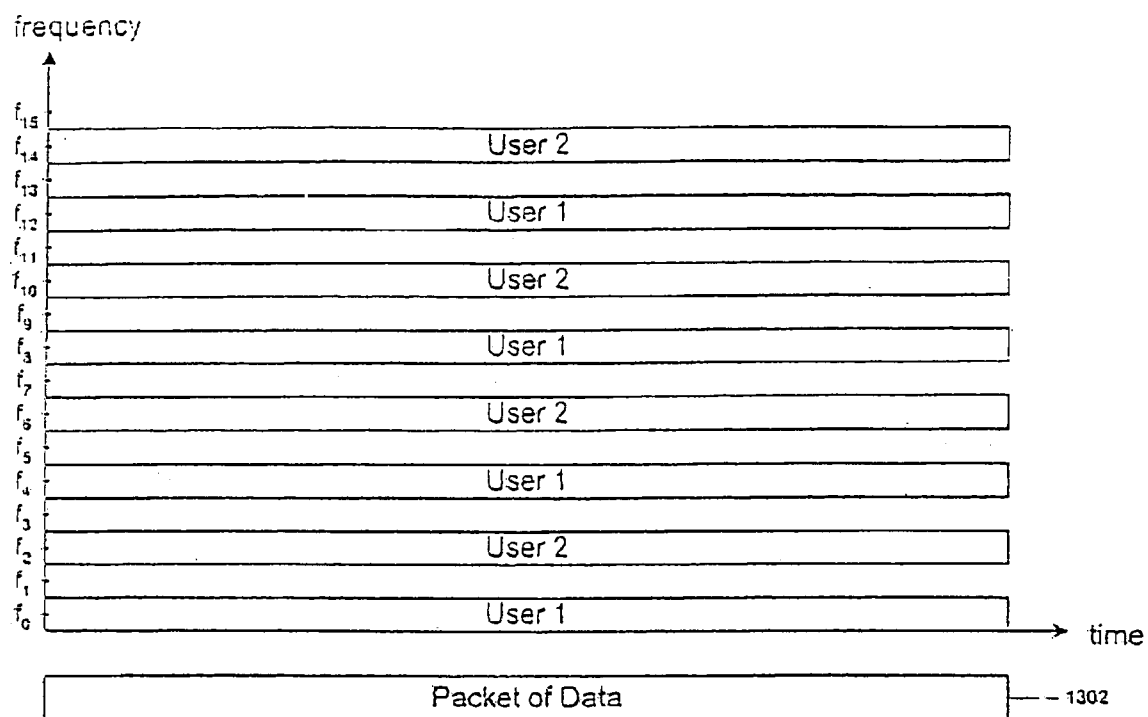 frequency
f15
User 2
f14
f13
User 1
f12
f11
User 2
f10
f9
User 1
f3
f7
User 2
f6
f5
User 1
f4
f3
User 2
f2
f1
User 1
f0
time
Packet of Data
1302